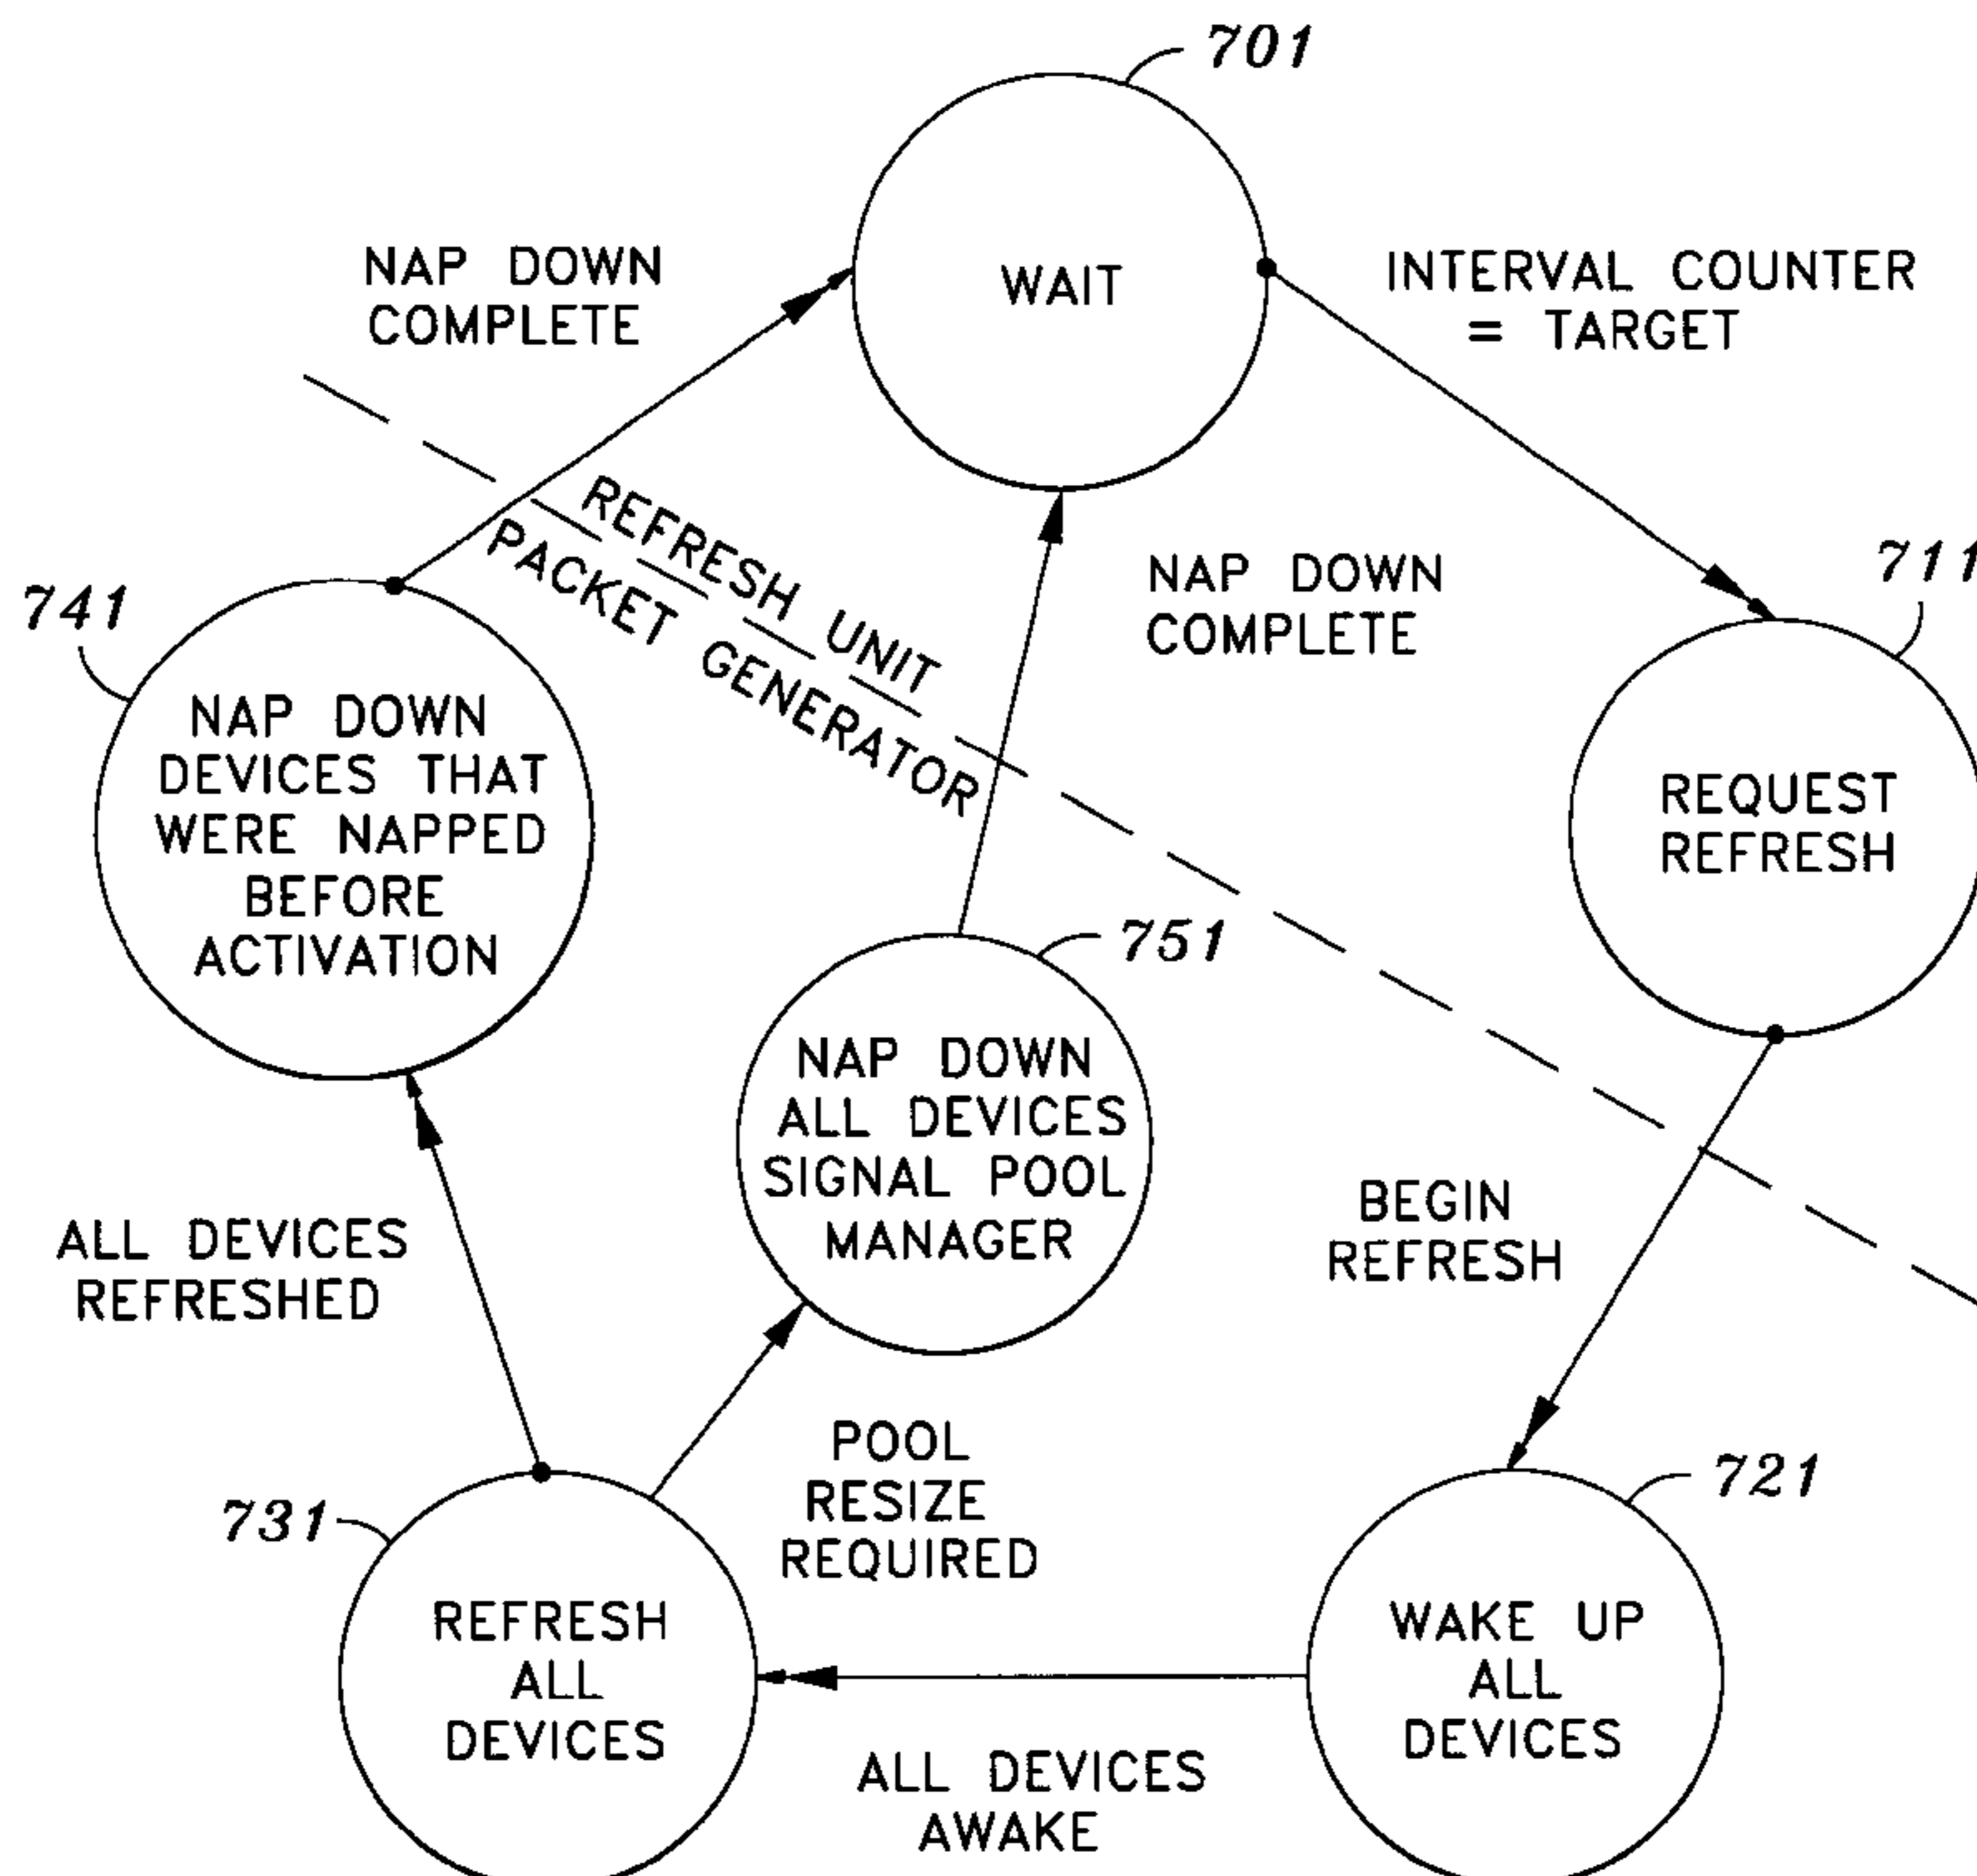 701
WAIT
NAP DOWN
COMPLETE
INTERVAL COUNTER
= TARGET
REFRESH UNIT
PACKET GENERATOR
NAP DOWN
COMPLETE
711
741
NAP DOWN
DEVICES THAT
WERE NAPPED
BEFORE
ACTIVATION
REQUEST
REFRESH
751
NAP DOWN
ALL DEVICES
SIGNAL POOL
MANAGER
ALL DEVICES
REFRESHED
BEGIN
REFRESH
POOL
RESIZE
REQUIRED
721
731
REFRESH
ALL
DEVICES
WAKE UP
ALL
DEVICES
ALL DEVICES
AWAKE